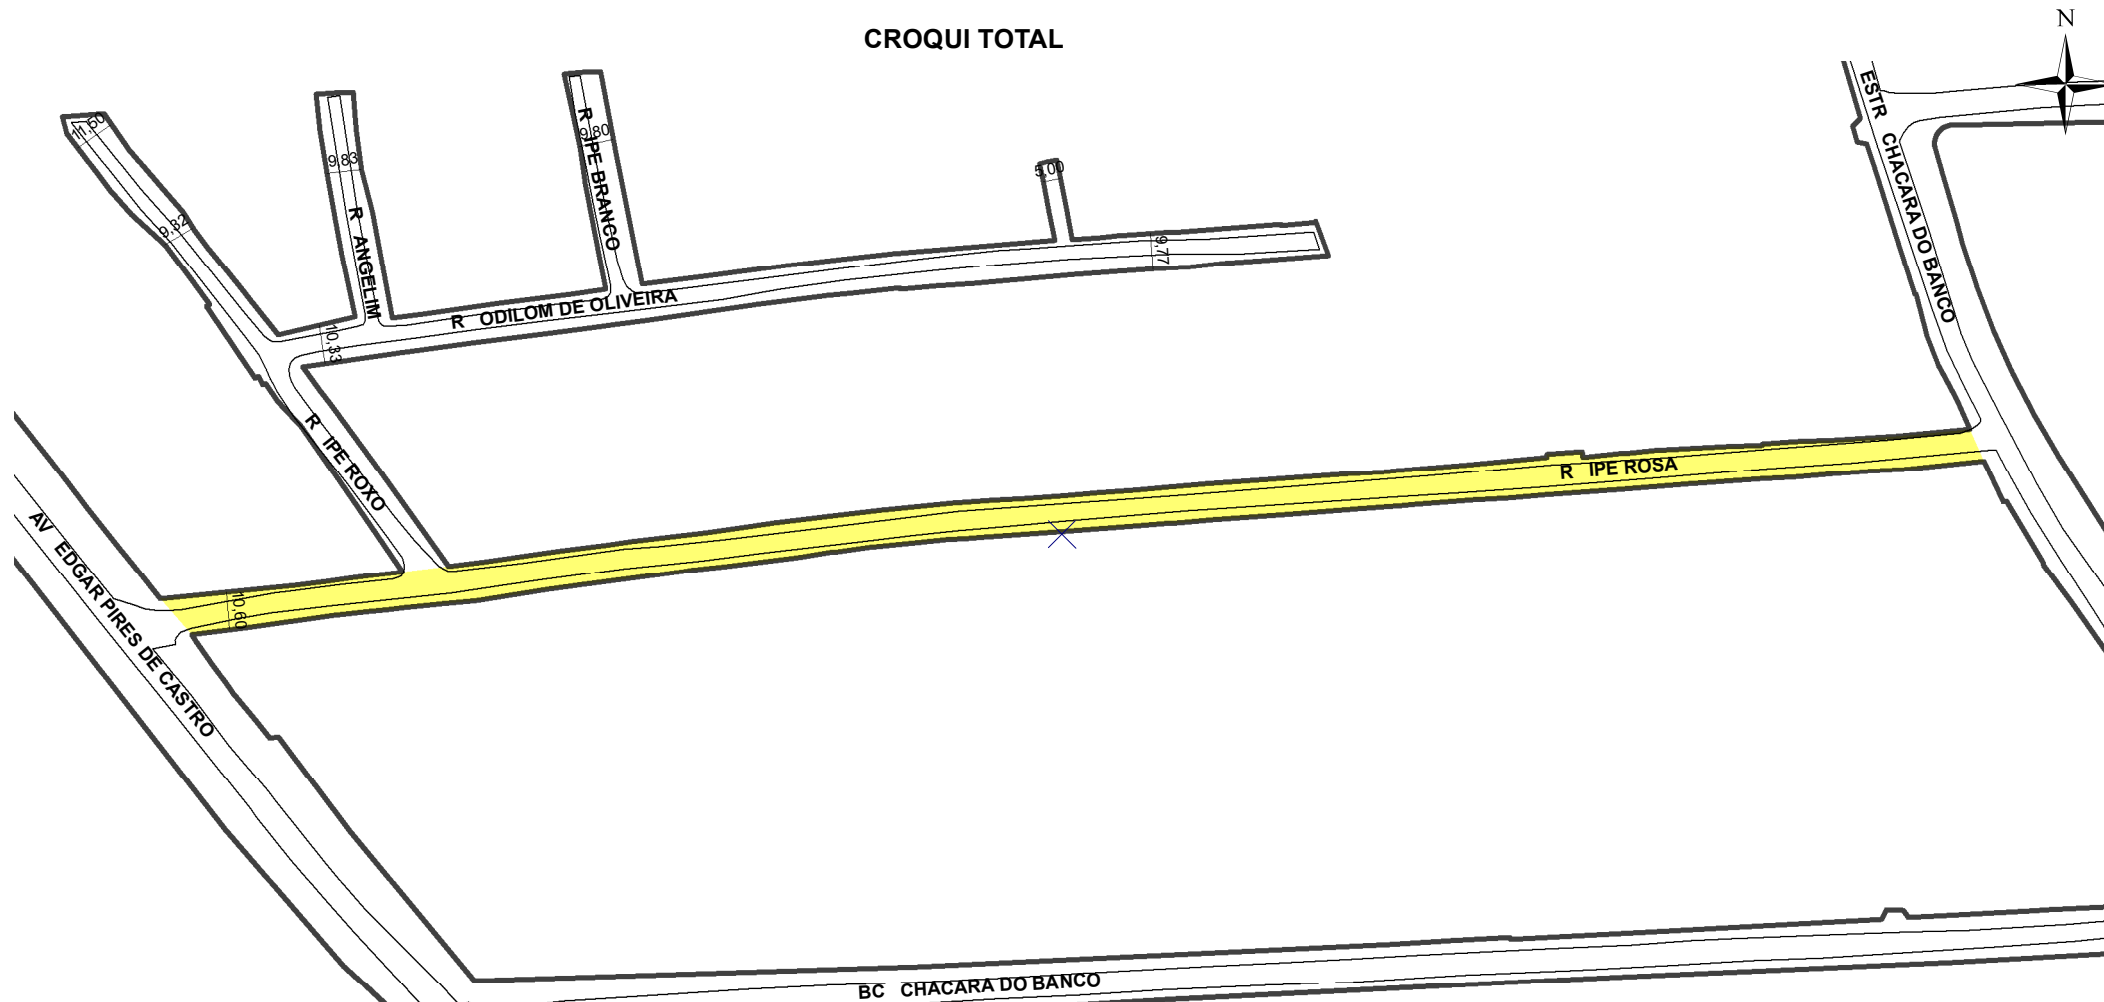 CROQUI TOTAL
N
11,50
9,83
R IPE BRANCO
9,80
ESTR CHACARA DO BANCO
5,00
9,32
R ANGELIM
9,77
R ODILOM DE OLIVEIRA
10,33
R IPE ROXO
R IPE ROSA
AV EDGAR PIRES DE CASTRO
10,60
BC CHACARA DO BANCO